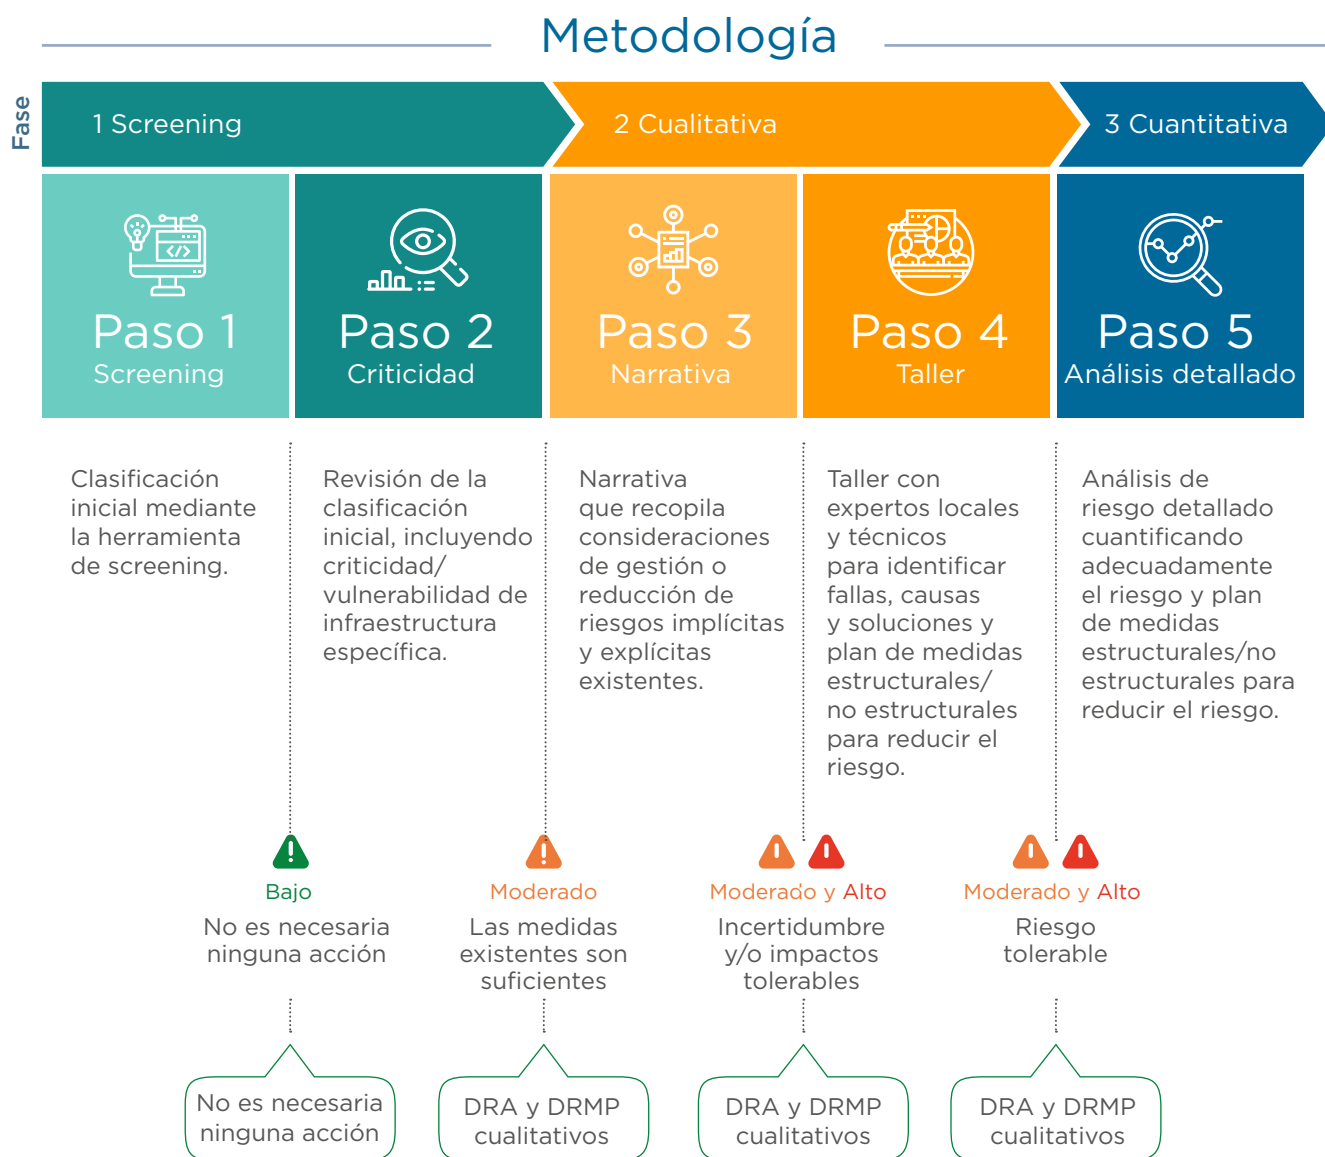 Metodología
Fase
1 Screening
2 Cualitativa
3 Cuantitativa
Paso 1
Screening
Paso 2
Criticidad
Paso 3
Narrativa
Paso 4
Taller
Paso 5
Análisis detallado
Clasificación
inicial mediante
la herramienta
de screening.
Revisión de la
clasificación
inicial, incluyendo
criticidad/
vulnerabilidad de
infraestructura
específica.
Narrativa
que recopila
consideraciones
de gestión o
reducción de
riesgos implícitas
y explícitas
existentes.
Taller con
expertos locales
y técnicos
para identificar
fallas, causas
y soluciones y
plan de medidas
estructurales/
no estructurales
para reducir el
riesgo.
Análisis de
riesgo detallado
cuantificando
adecuadamente
el riesgo y plan
de medidas
estructurales/no
estructurales para
reducir el riesgo.
Bajo
No es necesaria
ninguna acción
Moderado
Las medidas
existentes son
suficientes
Moderado y Alto
Incertidumbre
y/o impactos
tolerables
Moderado y Alto
Riesgo
tolerable
No es necesaria
ninguna acción
DRA y DRMP
cualitativos
DRA y DRMP
cualitativos
DRA y DRMP
cualitativos